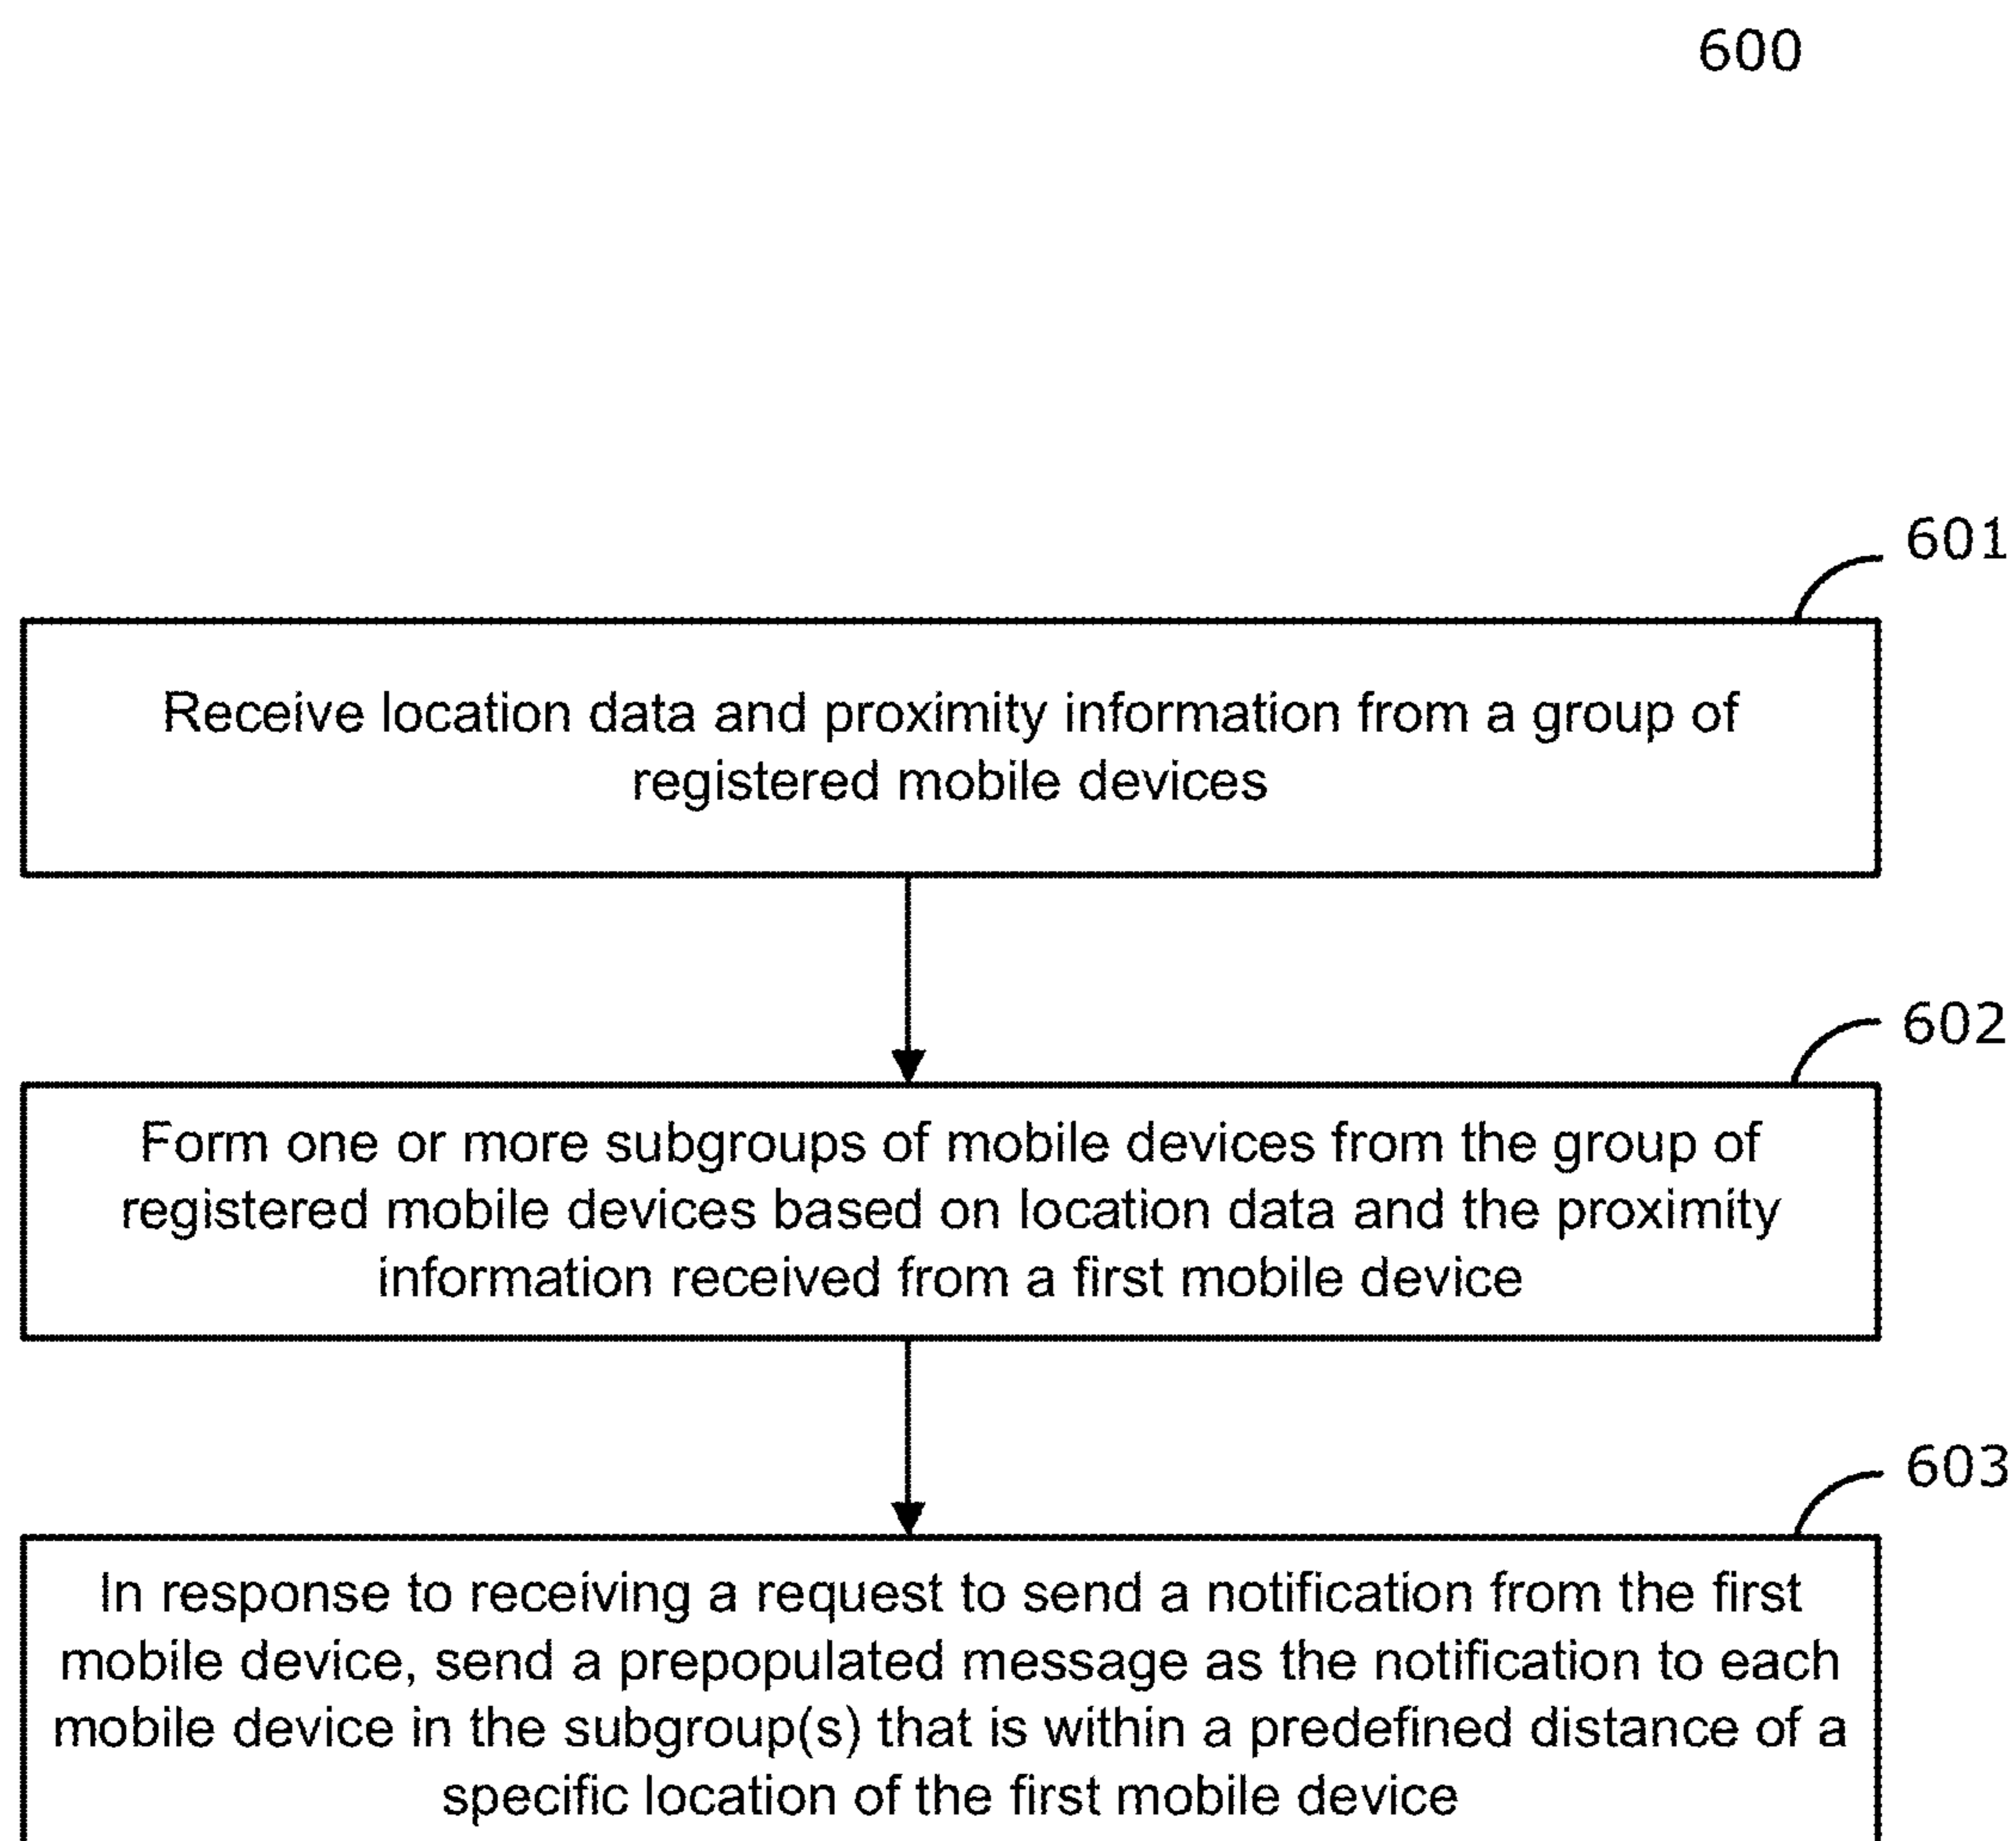 600
601
Receive location data and proximity information from a group of
registered mobile devices
602
Form one or more subgroups of mobile devices from the group of
registered mobile devices based on location data and the proximity
information received from a first mobile device
603
In response to receiving a request to send a notification from the first
mobile device, send a prepopulated message as the notification to each
mobile device in the subgroup(s) that is within a predefined distance of a
specific location of the first mobile device